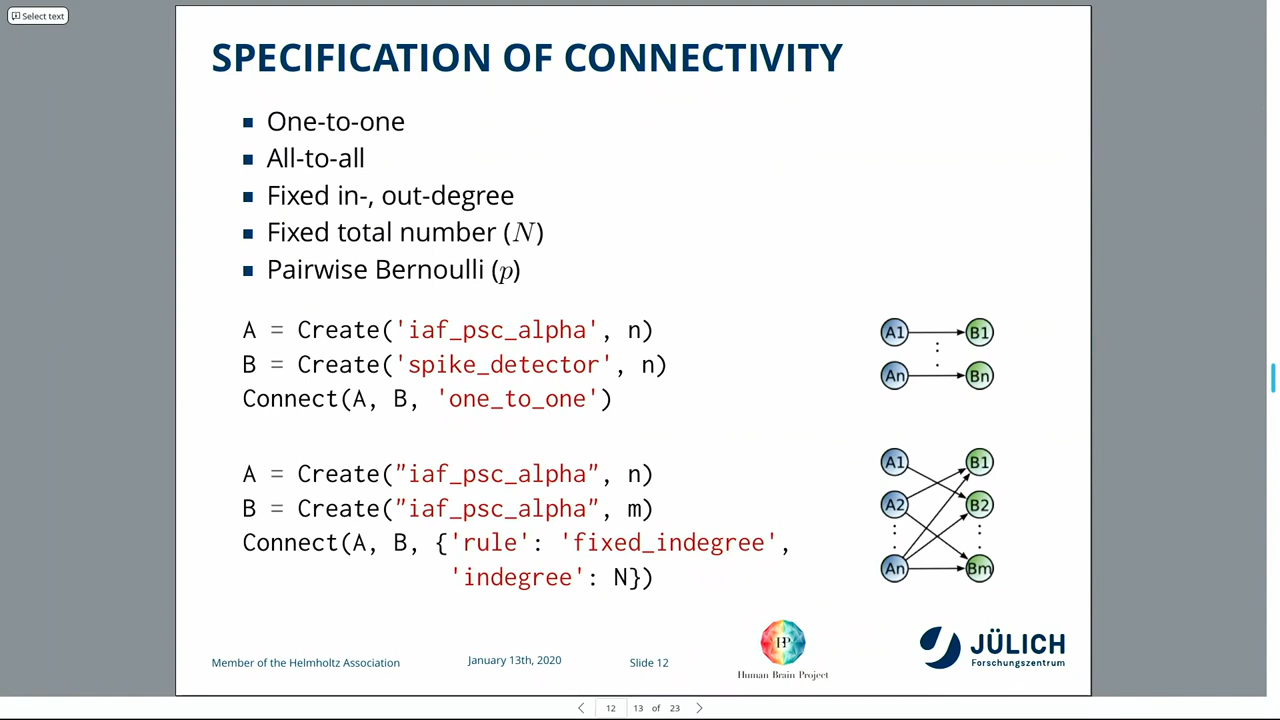 Select text
SPECIFICATION OF CONNECTIVITY
One-to-one
All-to-all
Fixed in-, out-degree
Fixed total number (N)
Pairwise Bernoulli (p)
A = Create('iaf_psc_alpha', n)
B = Create('spike_detector', n)
Connect(A, B, 'one_to_one')
A1 B1
An Bn
A = Create("iaf_psc_alpha", n)
B = Create("iaf_psc_alpha", m)
Connect(A, B, {'rule': 'fixed_indegree',
'indegree': N})
A1 B1
A2 B2
An Bm
Member of the Helmholtz Association
January 13th, 2020
Slide 12
HBP
Human Brain Project
JÜLICH
Forschungszentrum
12 13 of 23